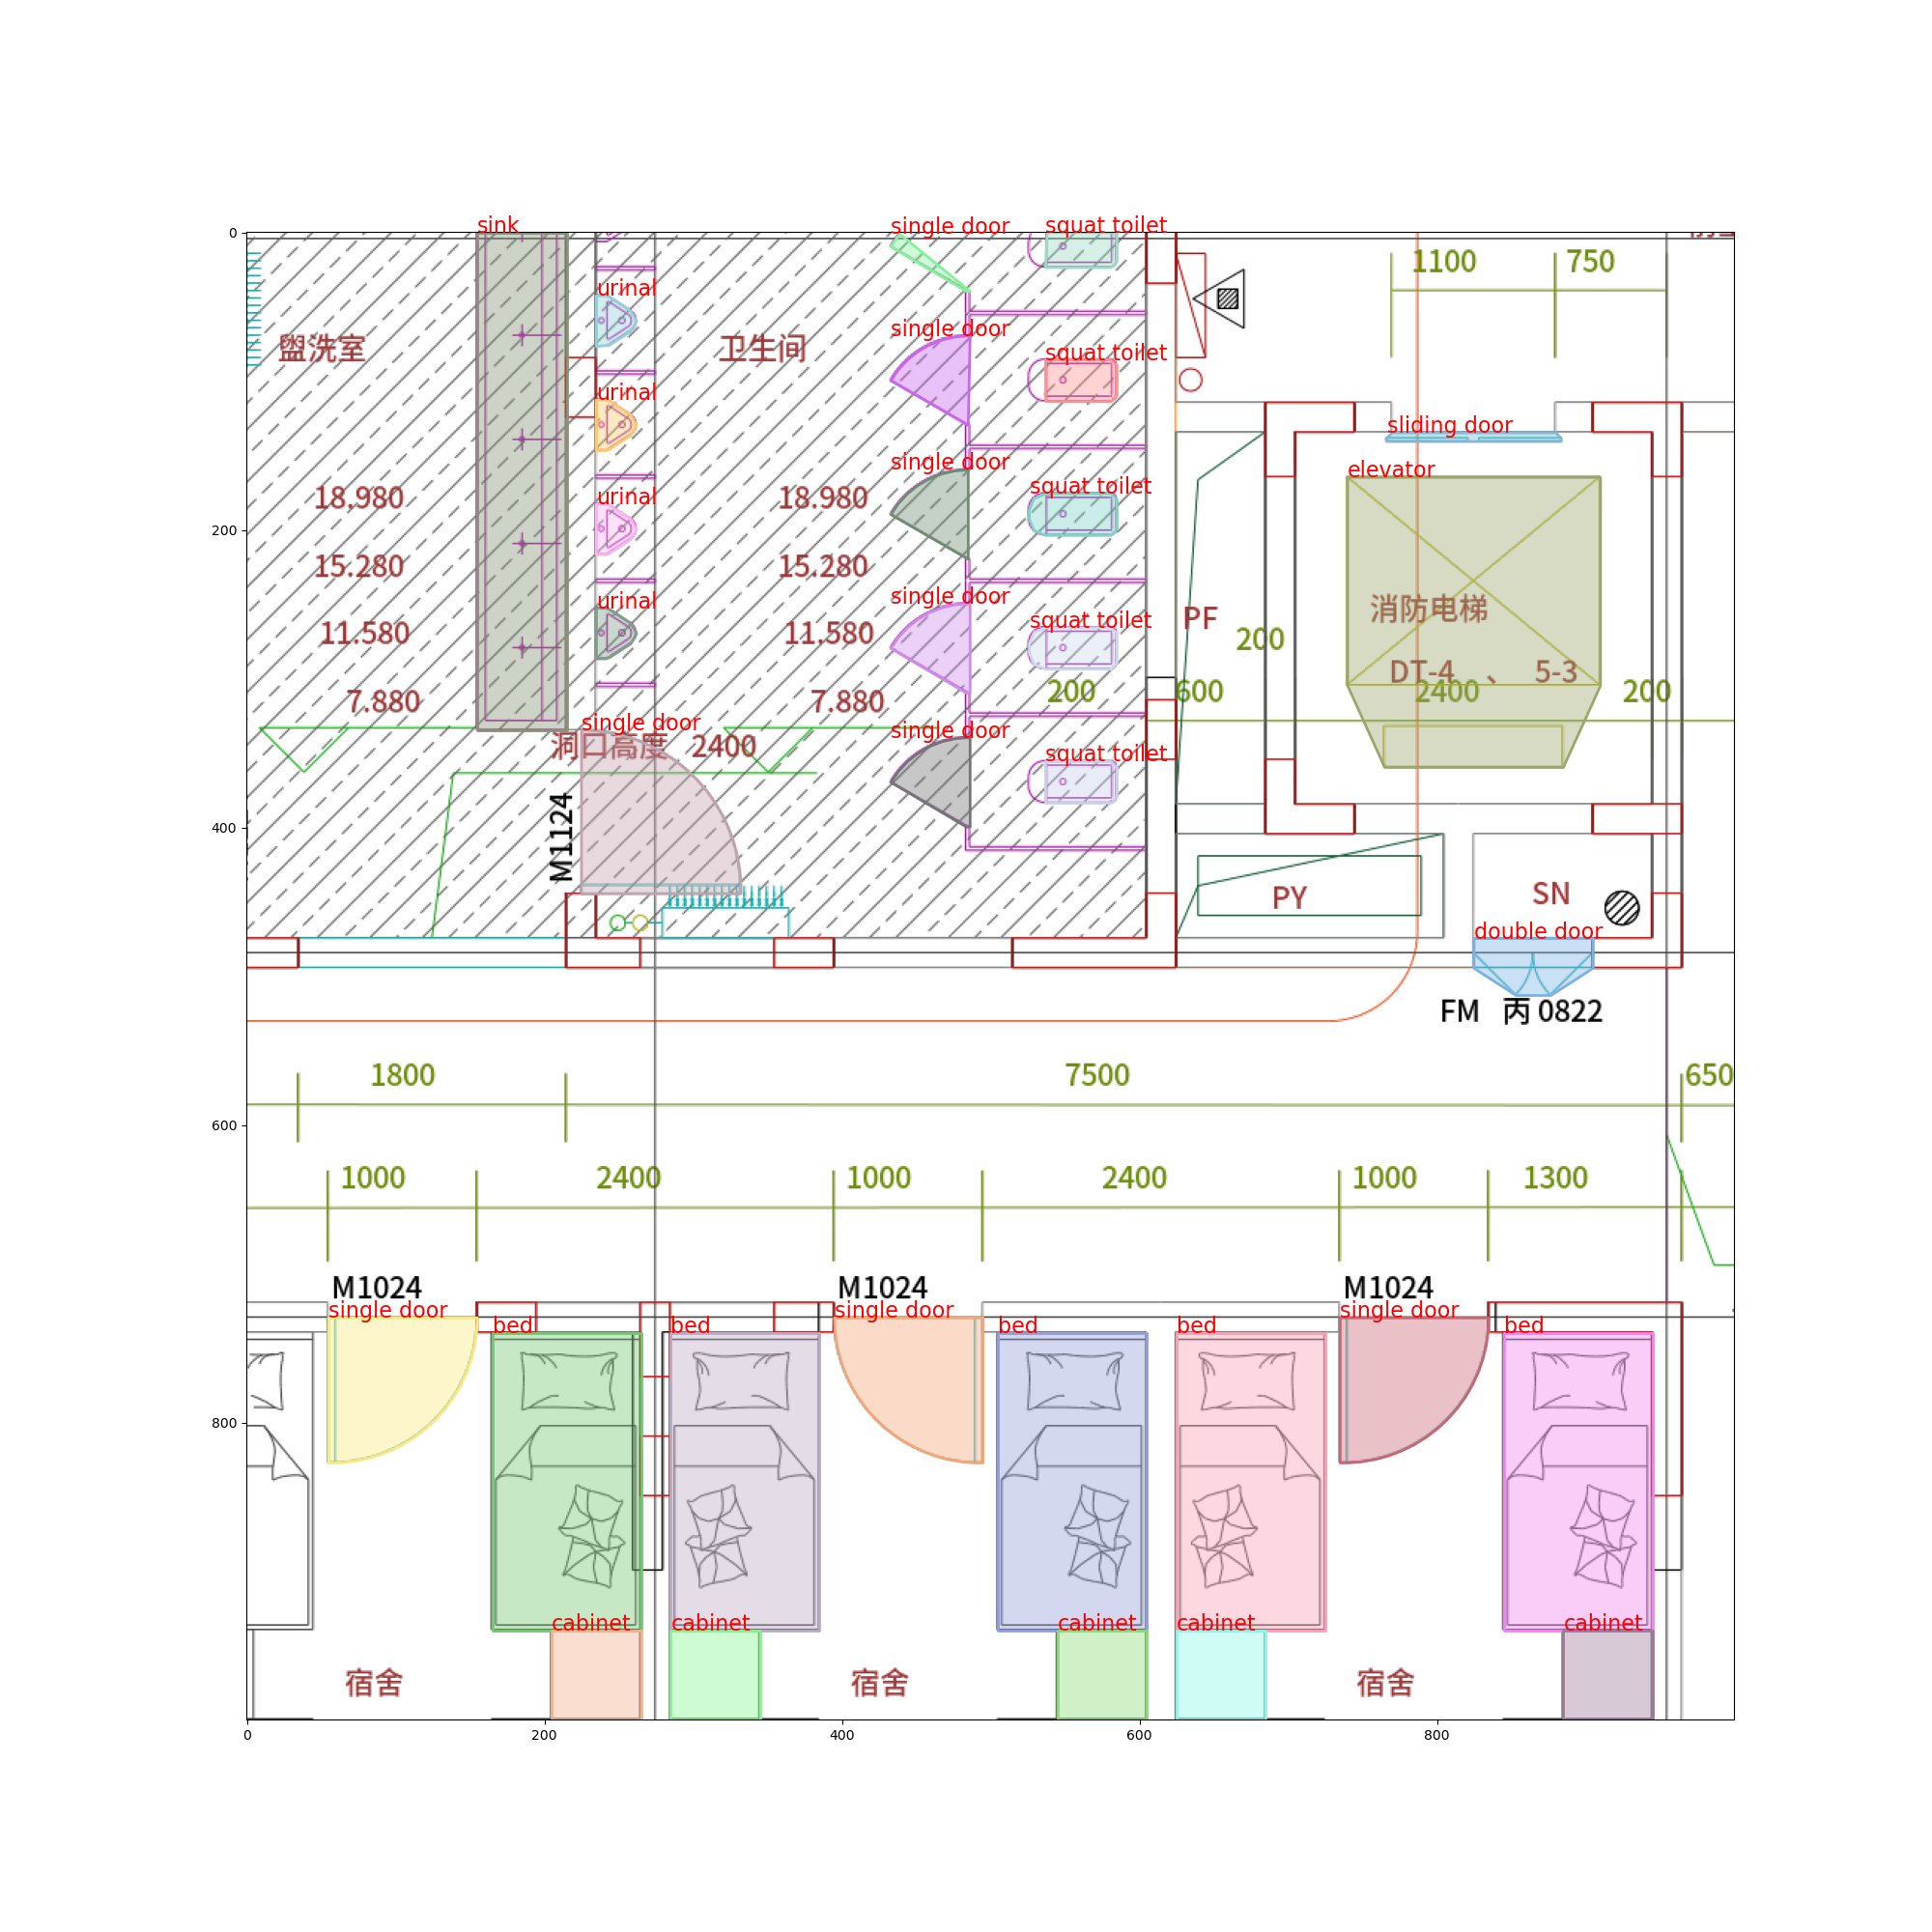 sink
single door
squat toilet
0
1100
750
urinal
盥洗室
卫生间
single door
squat toilet
urinal
sliding door
single door
elevator
urinal
squat toilet
18.980
18.980
200
15.280
15.280
urinal
single door
squat toilet
消防电梯
PF
200
11.580
11.580
DT-4 、 5-3
7.880
7.880
200
600
2400
200
single door
洞口高度 2400
single door
squat toilet
400
M1124
PY
SN
double door
FM 丙 0822
1800
7500
650
600
1000
2400
1000
2400
1000
1300
M1024
M1024
M1024
single door
bed
bed
single door
bed
bed
single door
bed
800
cabinet
cabinet
cabinet
cabinet
cabinet
宿舍
宿舍
宿舍
0
200
400
600
800